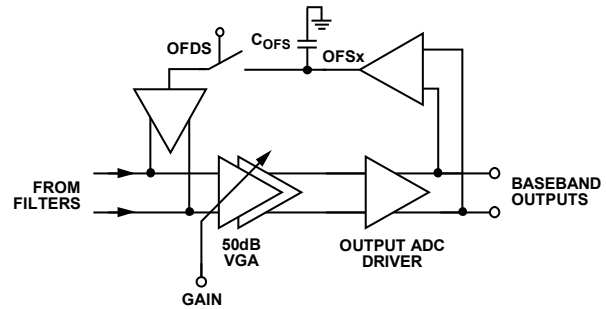 OFDS
COFS
OFSx
FROM
FILTERS
BASEBAND
OUTPUTS
50dB
VGA
OUTPUT ADC
DRIVER
GAIN